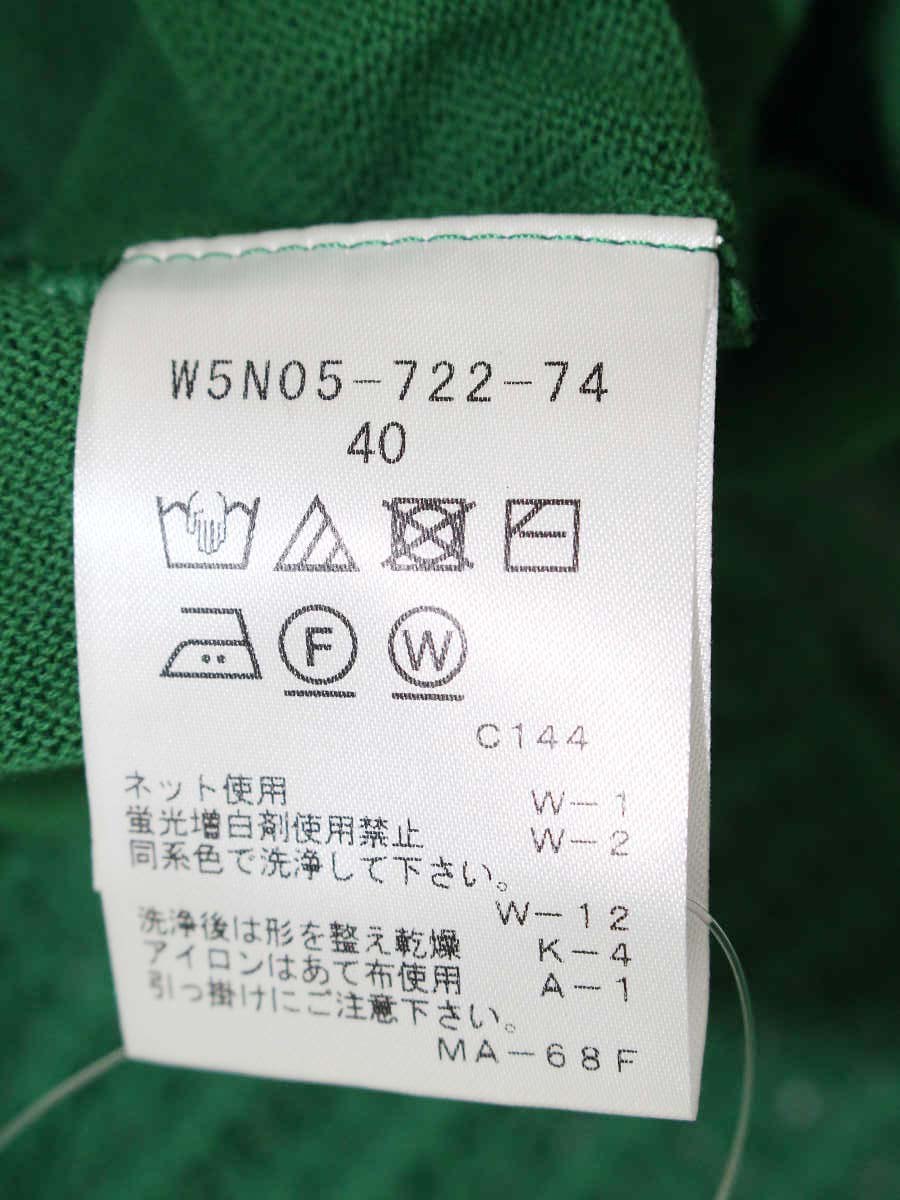 W5N05-722-74
40
F W
C144
ネット使用 W-1
蛍光増白剤使用禁止 W-2
同系色で洗浄して下さい。
W-12
洗浄後は形を整え乾燥 K-4
アイロンはあて布使用 A-1
引っ掛けにご注意下さい。
MA-68F